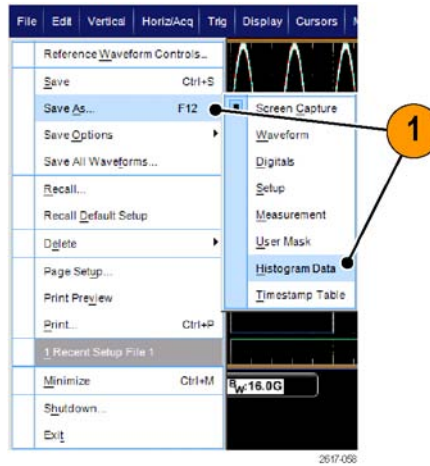 File Edit Vertical Horiz/Acq Trig Display Cursors
Reference Waveform Controls...
Save Ctrl+S
Save As... F12
Save Options
Save All Waveforms...
Recall...
Recall Default Setup
Delete
Page Setup...
Print Preview
Print... Ctrl+P
1 Recent Setup File 1
Minimize Ctrl+M
Shutdown...
Exit
Screen Capture
Waveform
Digitals
Setup
Measurement
User Mask
Histogram Data
Timestamp Table
1
BW:16.0G
2617-058